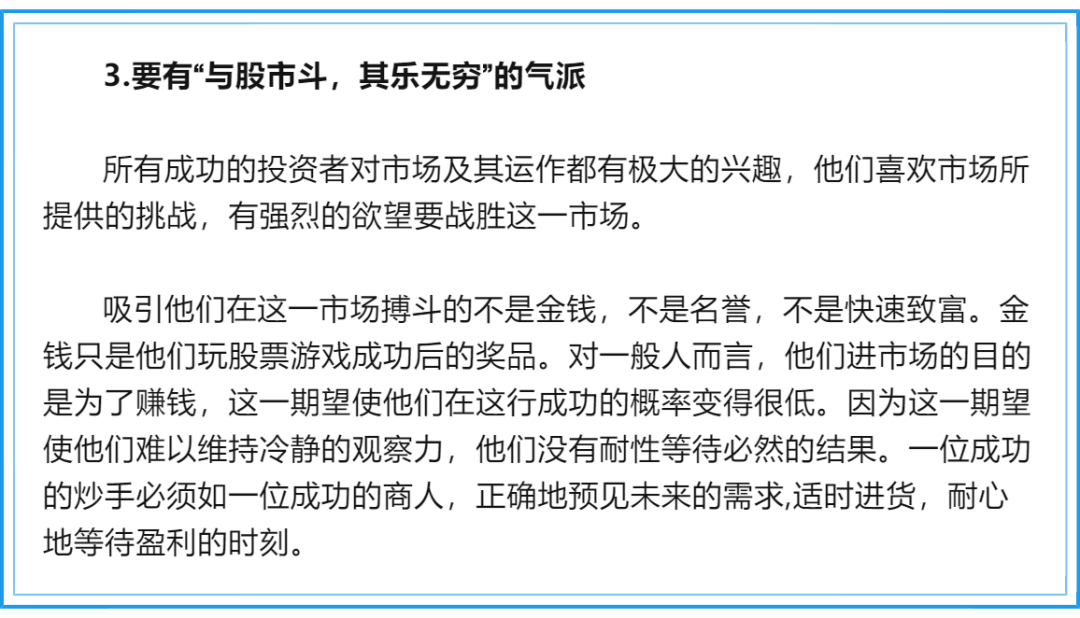 3.要有“与股市斗，其乐无穷”的气派
所有成功的投资者对市场及其运作都有极大的兴趣，他们喜欢市场所
提供的挑战，有强烈的欲望要战胜这一市场。
吸引他们在这一市场搏斗的不是金钱，不是名誉，不是快速致富。金
钱只是他们玩股票游戏成功后的奖品。对一般人而言，他们进市场的目的
是为了赚钱，这一期望使他们在这行成功的概率变得很低。因为这一期望
使他们难以维持冷静的观察力，他们没有耐性等待必然的结果。一位成功
的炒手必须如一位成功的商人，正确地预见未来的需求,适时进货，耐心
地等待盈利的时刻。